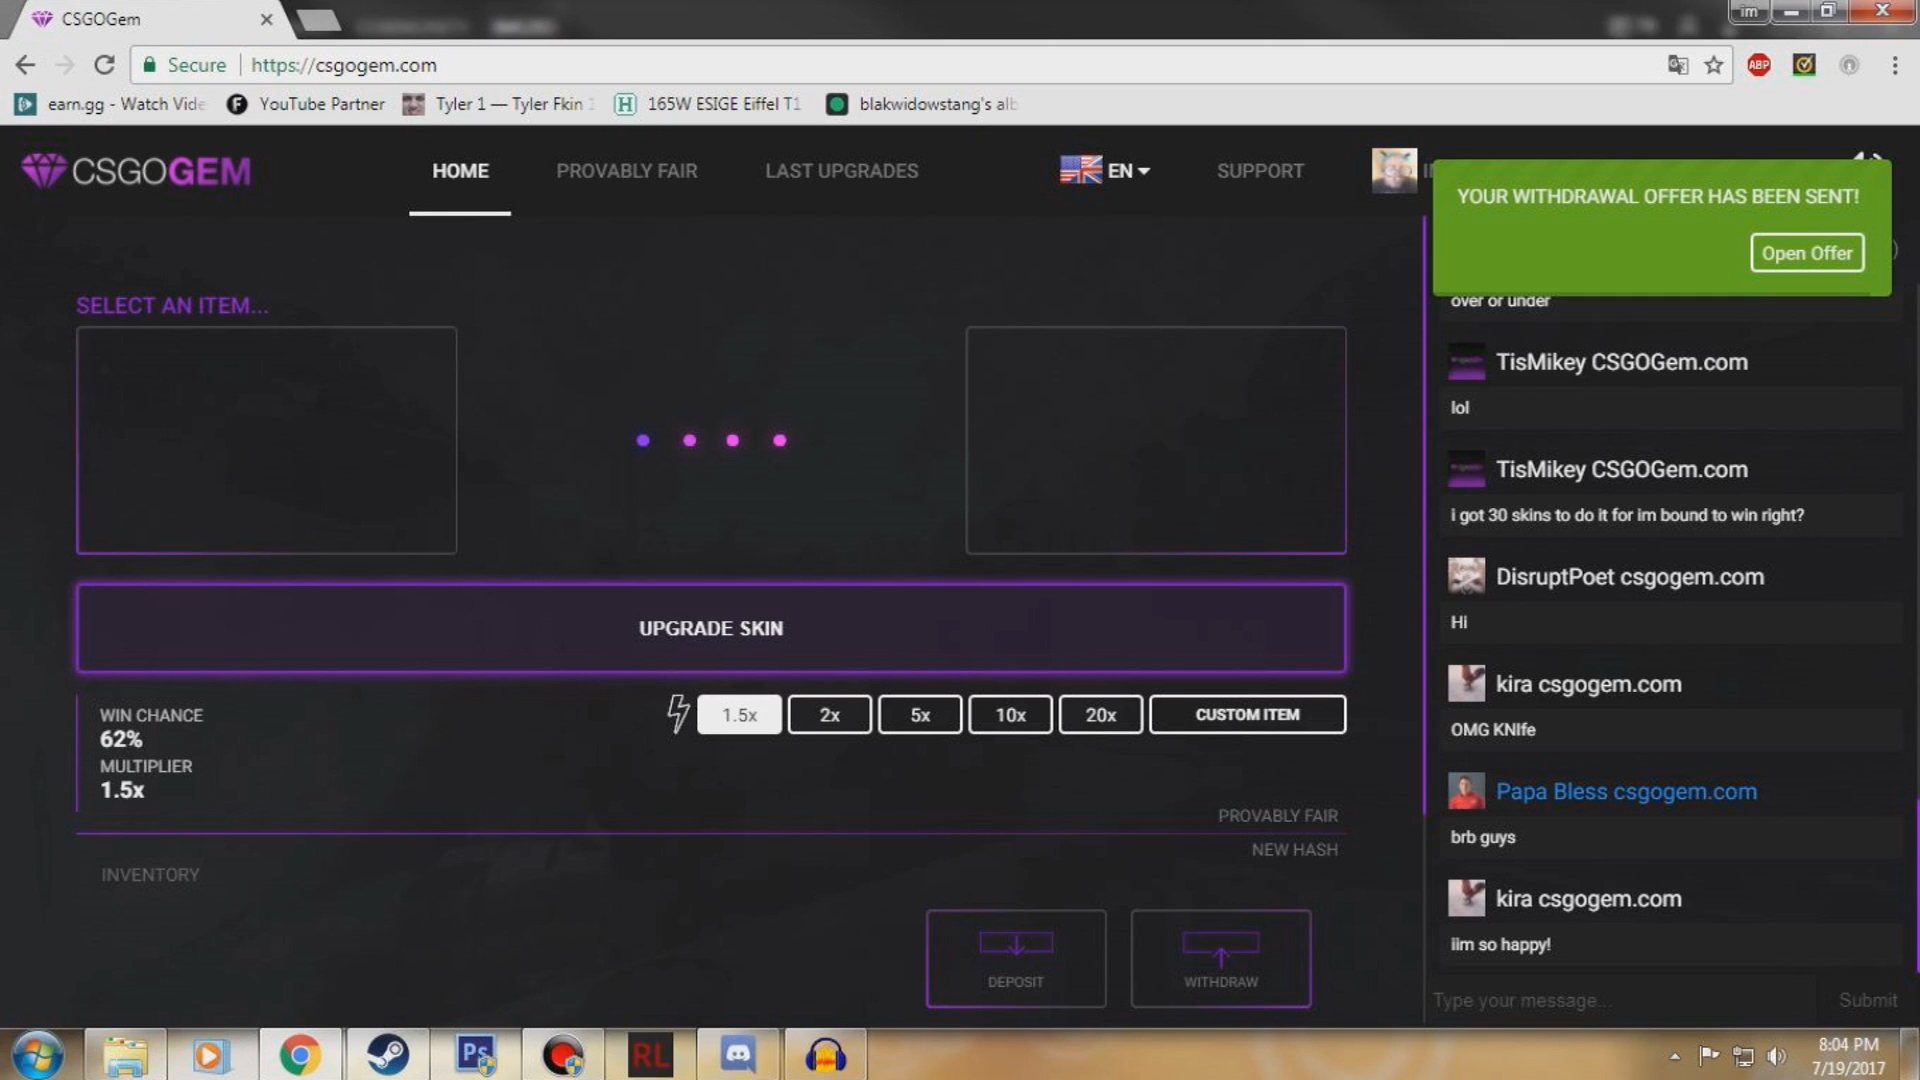 CSGOGem
im
Secure
https://csgogem.com
earn.gg - Watch Vide
YouTube Partner
Tyler 1 — Tyler Fkin 1
165W ESIGE Eiffel T1
blakwidowstang's alb
ABP
CSGOGEM
HOME
PROVABLY FAIR
LAST UPGRADES
EN
SUPPORT
YOUR WITHDRAWAL OFFER HAS BEEN SENT!
Open Offer
over or under
SELECT AN ITEM...
TisMikey CSGOGem.com
lol
TisMikey CSGOGem.com
i got 30 skins to do it for im bound to win right?
DisruptPoet csgogem.com
Hi
UPGRADE SKIN
kira csgogem.com
OMG KNIfe
WIN CHANCE
62%
MULTIPLIER
1.5x
1.5x
2x
5x
10x
20x
CUSTOM ITEM
Papa Bless csgogem.com
brb guys
PROVABLY FAIR
NEW HASH
INVENTORY
kira csgogem.com
iim so happy!
DEPOSIT
WITHDRAW
Type your message...
Submit
Ps
RL
8:04 PM
7/19/2017